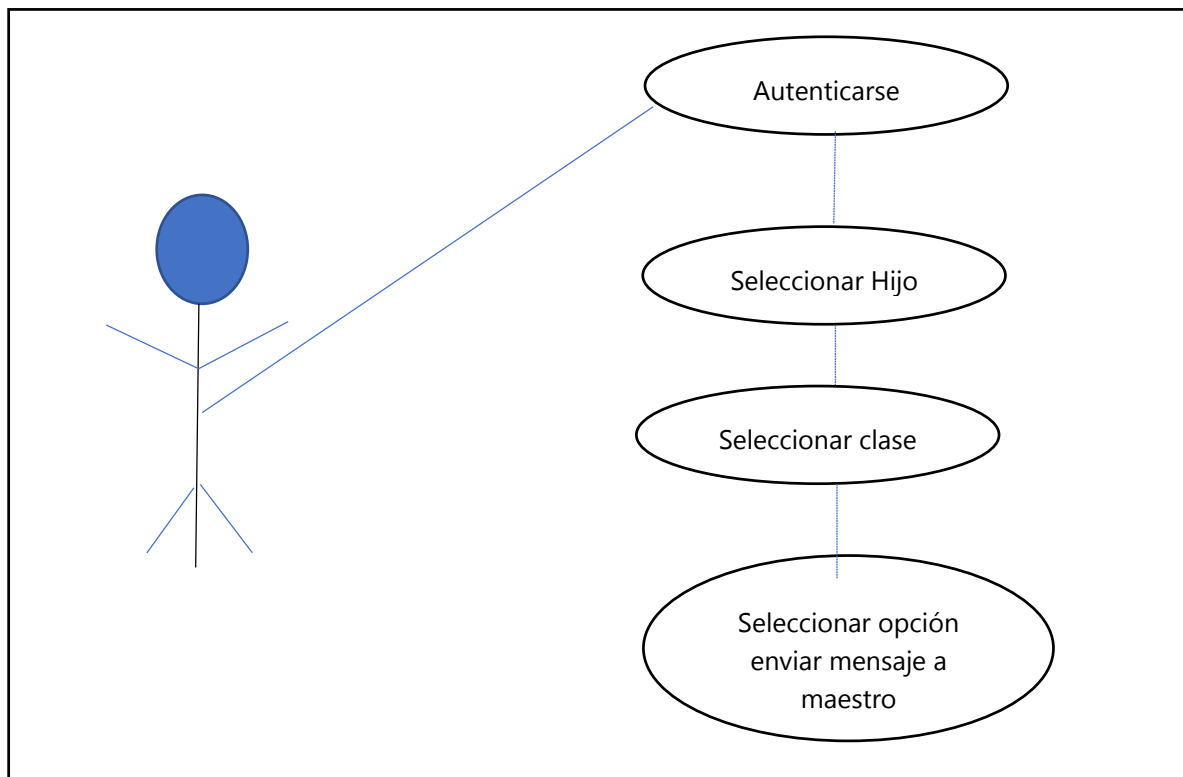 Autenticarse
Seleccionar Hijo
Seleccionar clase
Seleccionar opción
enviar mensaje a
maestro